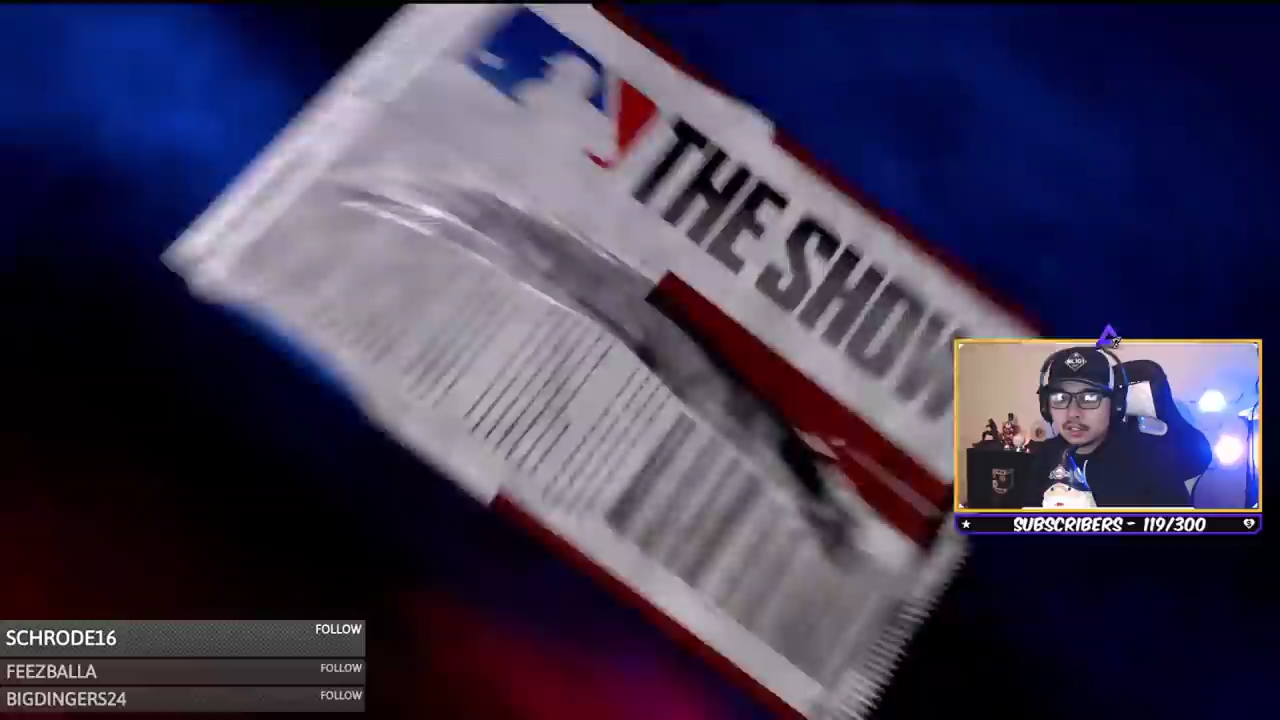 THE SHOW
SUBSCRIBERS - 119/300
SCHRODE16 FOLLOW
FEEZBALLA FOLLOW
BIGDINGERS24 FOLLOW